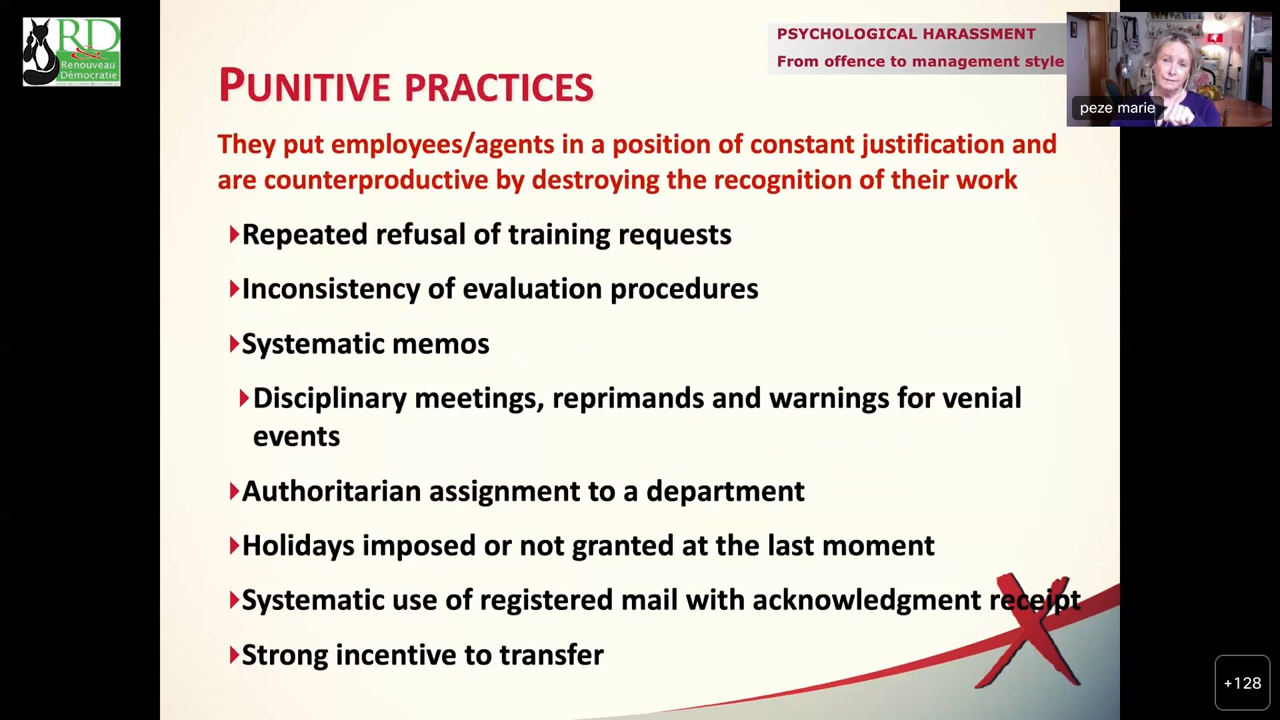 RD
Renouveau
Démocratie
PSYCHOLOGICAL HARASSMENT
From offence to management style
peze marie
PUNITIVE PRACTICES
They put employees/agents in a position of constant justification and
are counterproductive by destroying the recognition of their work
Repeated refusal of training requests
Inconsistency of evaluation procedures
Systematic memos
Disciplinary meetings, reprimands and warnings for venial
events
Authoritarian assignment to a department
Holidays imposed or not granted at the last moment
Systematic use of registered mail with acknowledgment receipt
Strong incentive to transfer
+128